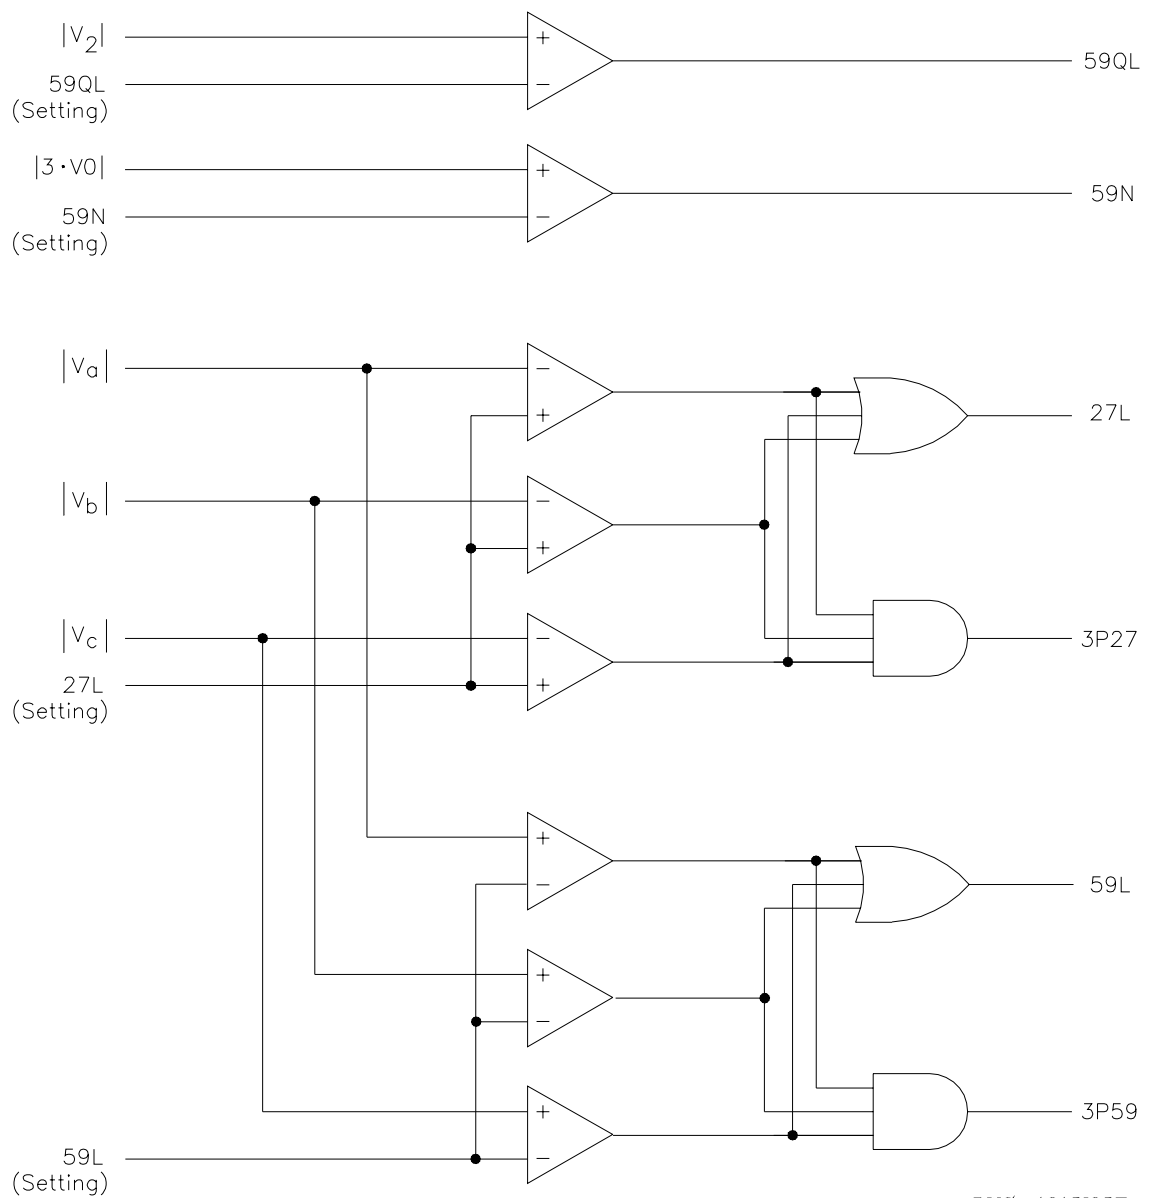 |V2|
59QL
59QL
(Setting)
|3·V0|
59N
59N
(Setting)
|Va|
27L
|Vb|
|Vc|
3P27
27L
(Setting)
59L
3P59
59L
(Setting)